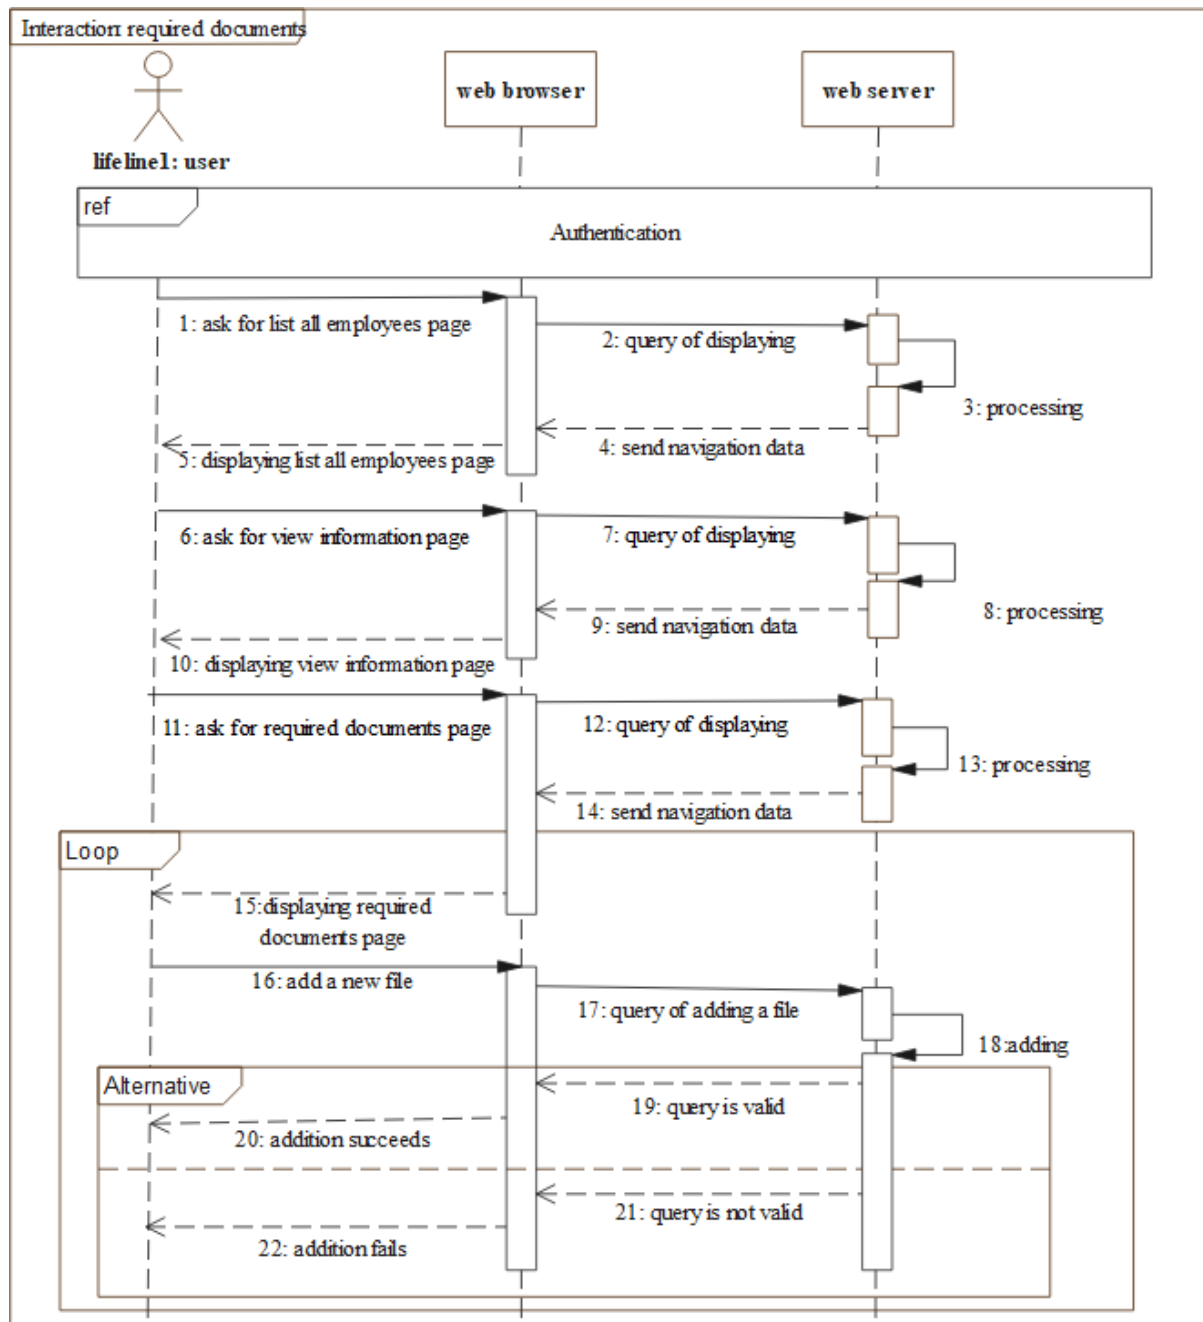 Interaction: required documents
web browser
web server
lifeline1: user
ref
Authentication
1: ask for list all employees page
2: query of displaying
3: processing
4: send navigation data
5: displaying list all employees page
6: ask for view information page
7: query of displaying
8: processing
9: send navigation data
10: displaying view information page
11: ask for required documents page
12: query of displaying
13: processing
14: send navigation data
Loop
15:displaying required
documents page
16: add a new file
17: query of adding a file
18:adding
Alternative
19: query is valid
20: addition succeeds
21: query is not valid
22: addition fails